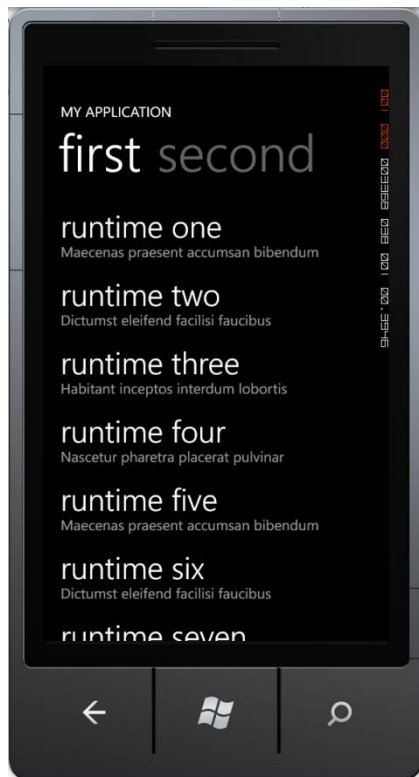 MY APPLICATION
first second
runtime one
Maecenas praesent accumsan bibendum
runtime two
Dictumst eleifend facilisi faucibus
runtime three
Habitant inceptos interdum lobortis
runtime four
Nascetur pharetra placerat pulvinar
runtime five
Maecenas praesent accumsan bibendum
runtime six
Dictumst eleifend facilisi faucibus
runtime seven